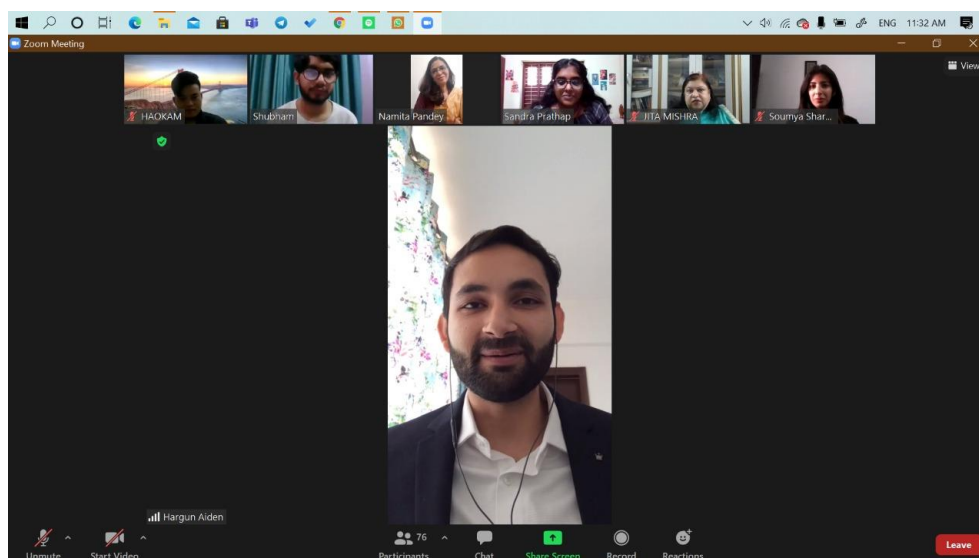 ENG 11:32 AM
Zoom Meeting
View
HAOKAM
Shubham
Namita Pandey
Sandra Prathap
JITA MISHRA
Soumya Shar...
Hargun Aiden
Unmute
Start Video
76
Participants
Chat
Share Screen
Record
Reactions
Leave